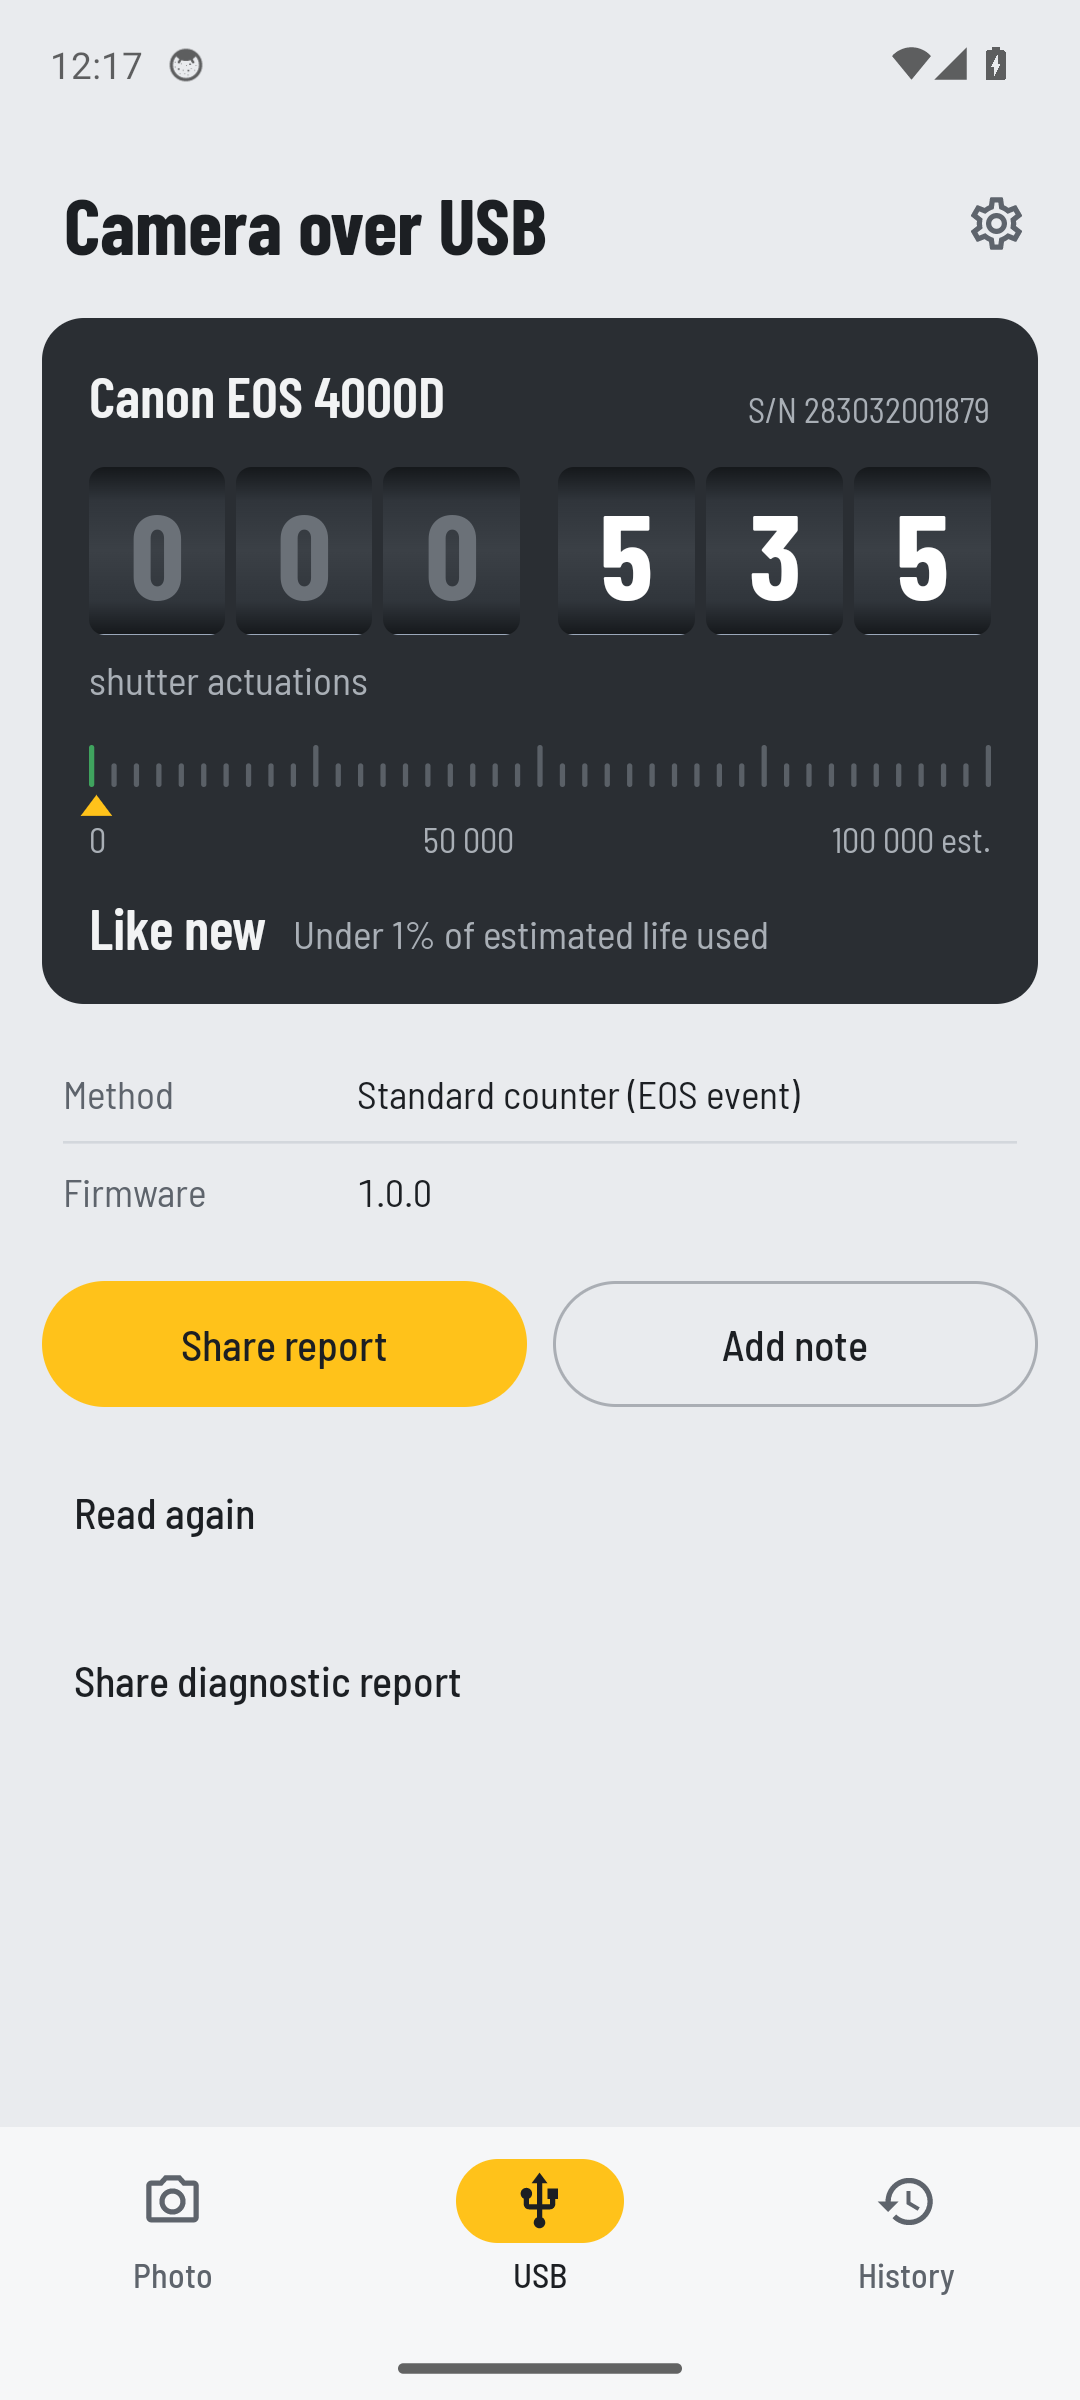 12:17
Camera over USB
Canon EOS 4000D
S/N 283032001879
0 0 0 5 3 5
shutter actuations
0 50 000 100 000 est.
Like new Under 1% of estimated life used
Method Standard counter (EOS event)
Firmware 1.0.0
Share report Add note
Read again
Share diagnostic report
Photo USB History